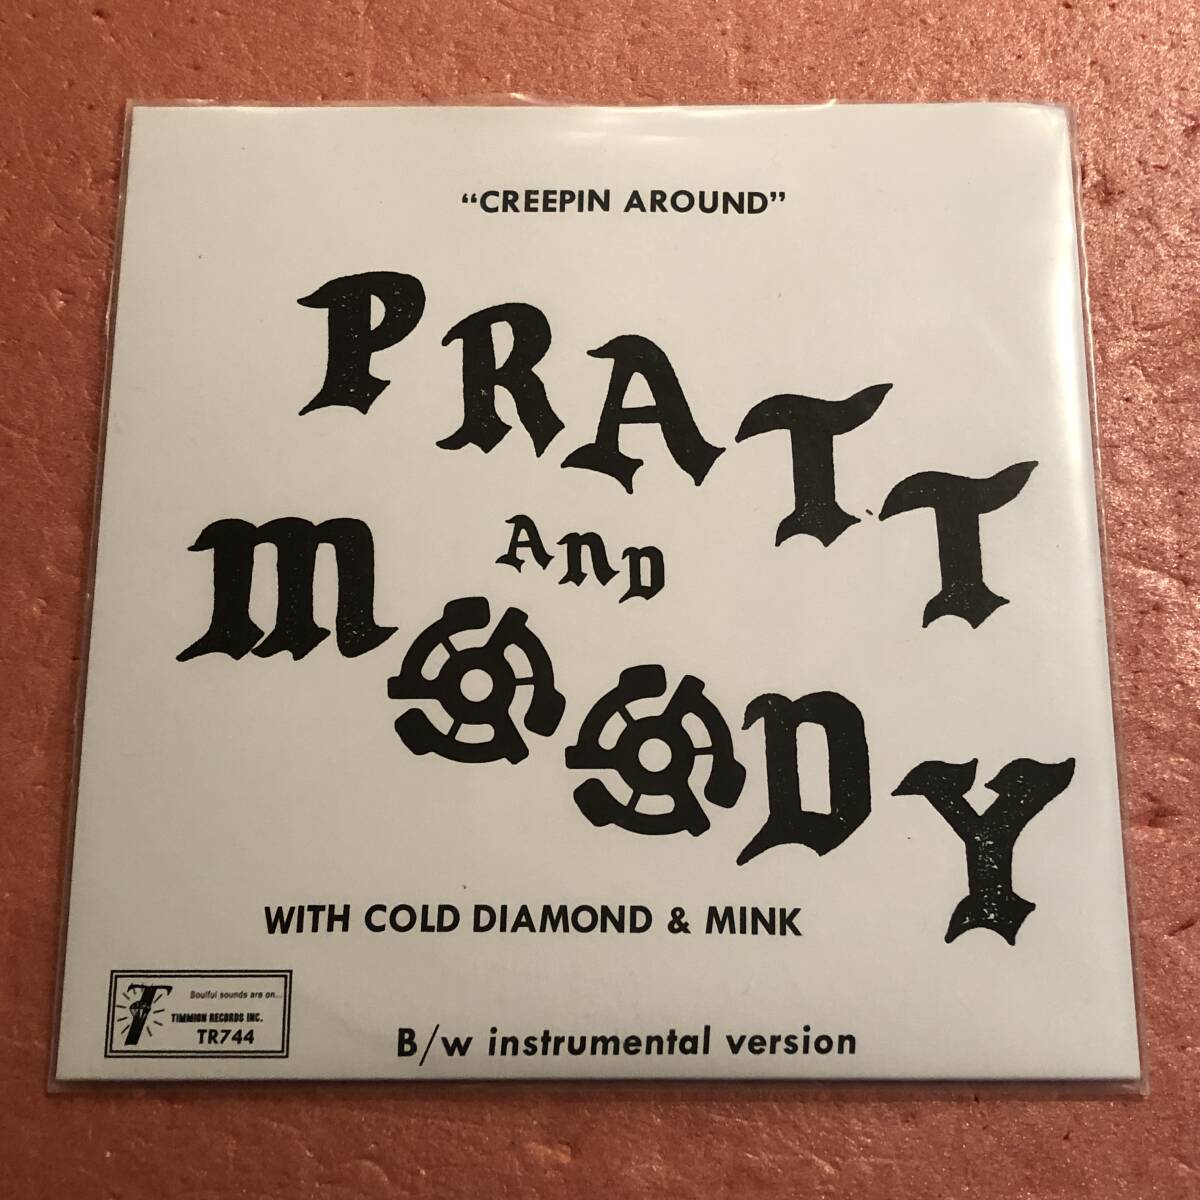 “CREEPIN AROUND”
PRATT
AND
MOODY
WITH COLD DIAMOND & MINK
Soulful sounds are on...
TIMMION RECORDS INC.
TR744
B/w instrumental version